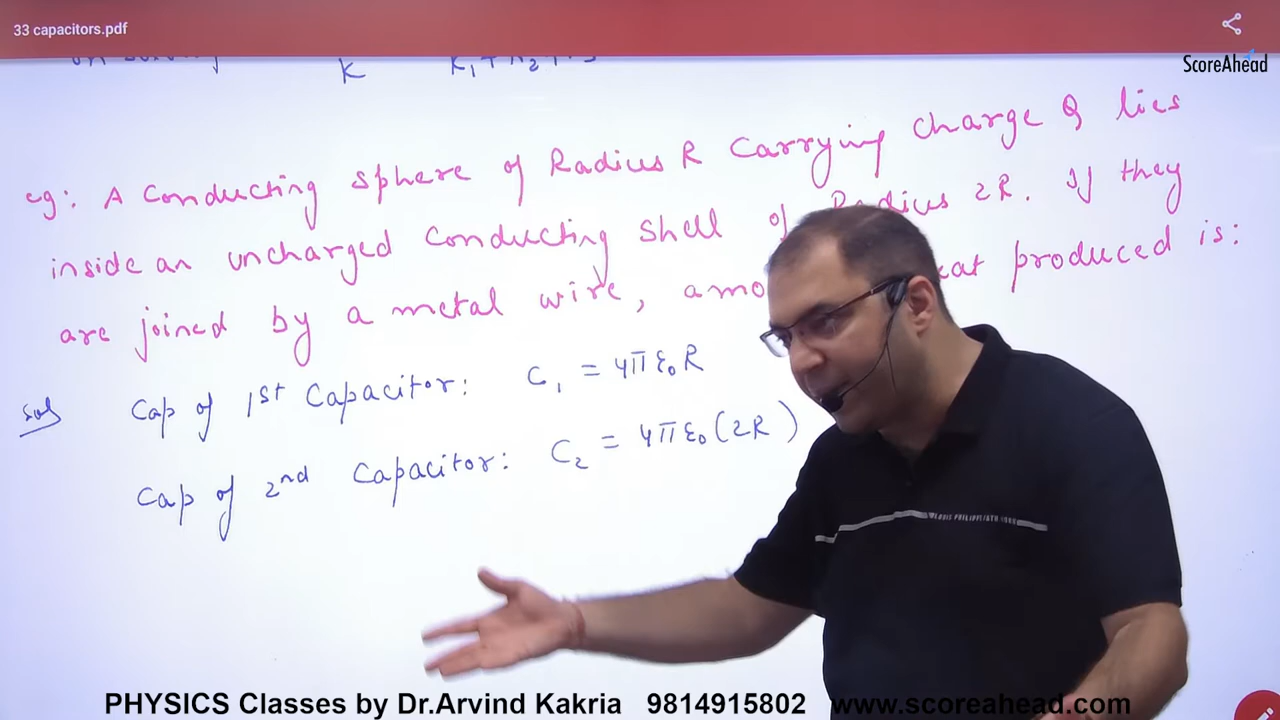 33 capacitors.pdf
ScoreAhead
K
eg: A Conducting sphere of Radius R Carrying Charge Q lies
inside an uncharged Conducting shell of Radius 2R. If they
are joined by a metal wire, produced is:
Sol Cap of 1st Capacitor: C₁ = 4πε₀R
Cap of 2nd Capacitor: C₂ = 4πε₀(2R)
PHYSICS Classes by Dr.Arvind Kakria 9814915802 www.scoreahead.com